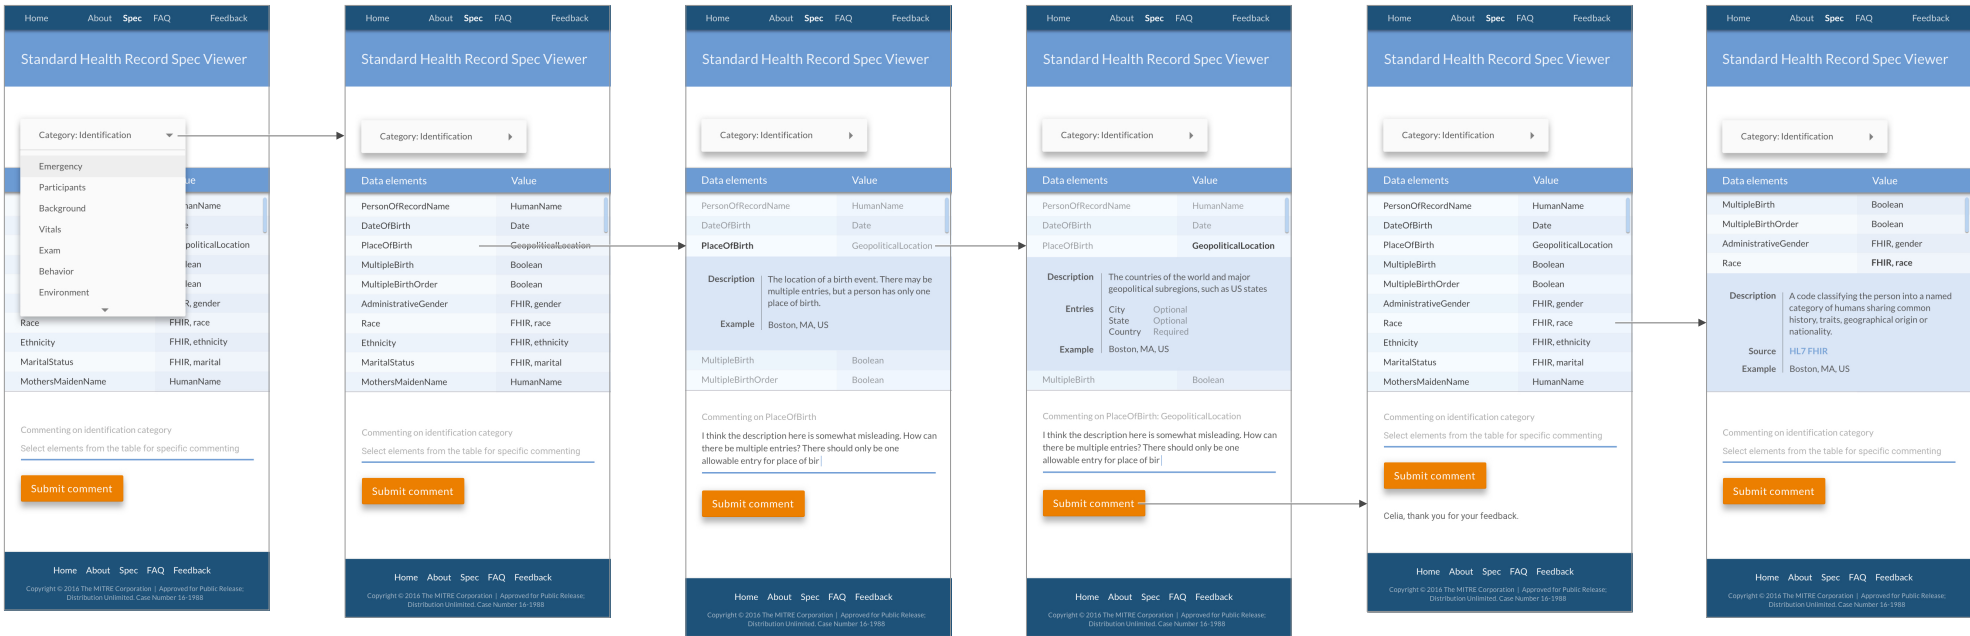 Home About Spec FAQ Feedback
Standard Health Record Spec Viewer
Category: Identification
Emergency
Participants
Background
Vitals
Exam
Behavior
Environment
ue
anName
e
politicalLocation
lean
lean
R, gender
Race FHIR, race
Ethnicity FHIR, ethnicity
MaritalStatus FHIR, marital
MothersMaidenName HumanName
Commenting on identification category
Select elements from the table for specific commenting
Submit comment
Home About Spec FAQ Feedback
Copyright © 2016 The MITRE Corporation | Approved for Public Release;
Distribution Unlimited. Case Number 16-1988
Home About Spec FAQ Feedback
Standard Health Record Spec Viewer
Category: Identification
Data elements Value
PersonOfRecordName HumanName
DateOfBirth Date
PlaceOfBirth GeopoliticalLocation
MultipleBirth Boolean
MultipleBirthOrder Boolean
AdministrativeGender FHIR, gender
Race FHIR, race
Ethnicity FHIR, ethnicity
MaritalStatus FHIR, marital
MothersMaidenName HumanName
Commenting on identification category
Select elements from the table for specific commenting
Submit comment
Home About Spec FAQ Feedback
Copyright © 2016 The MITRE Corporation | Approved for Public Release;
Distribution Unlimited. Case Number 16-1988
Home About Spec FAQ Feedback
Standard Health Record Spec Viewer
Category: Identification
Data elements Value
PersonOfRecordName HumanName
DateOfBirth Date
PlaceOfBirth GeopoliticalLocation
Description The location of a birth event. There may be
multiple entries, but a person has only one
place of birth.
Example Boston, MA, US
MultipleBirth Boolean
MultipleBirthOrder Boolean
Commenting on PlaceOfBirth
I think the description here is somewhat misleading. How can
there be multiple entries? There should only be one
allowable entry for place of bir
Submit comment
Home About Spec FAQ Feedback
Copyright © 2016 The MITRE Corporation | Approved for Public Release;
Distribution Unlimited. Case Number 16-1988
Home About Spec FAQ Feedback
Standard Health Record Spec Viewer
Category: Identification
Data elements Value
PersonOfRecordName HumanName
DateOfBirth Date
PlaceOfBirth GeopoliticalLocation
Description The countries of the world and major
geopolitical subregions, such as US states
Entries City Optional
State Optional
Country Required
Example Boston, MA, US
MultipleBirth Boolean
Commenting on PlaceOfBirth: GeopoliticalLocation
I think the description here is somewhat misleading. How can
there be multiple entries? There should only be one
allowable entry for place of bir
Submit comment
Home About Spec FAQ Feedback
Copyright © 2016 The MITRE Corporation | Approved for Public Release;
Distribution Unlimited. Case Number 16-1988
Home About Spec FAQ Feedback
Standard Health Record Spec Viewer
Category: Identification
Data elements Value
PersonOfRecordName HumanName
DateOfBirth Date
PlaceOfBirth GeopoliticalLocation
MultipleBirth Boolean
MultipleBirthOrder Boolean
AdministrativeGender FHIR, gender
Race FHIR, race
Ethnicity FHIR, ethnicity
MaritalStatus FHIR, marital
MothersMaidenName HumanName
Commenting on identification category
Select elements from the table for specific commenting
Submit comment
Celia, thank you for your feedback.
Home About Spec FAQ Feedback
Copyright © 2016 The MITRE Corporation | Approved for Public Release;
Distribution Unlimited. Case Number 16-1988
Home About Spec FAQ Feedback
Standard Health Record Spec Viewer
Category: Identification
Data elements Value
MultipleBirth Boolean
MultipleBirthOrder Boolean
AdministrativeGender FHIR, gender
Race FHIR, race
Description A code classifying the person into a named
category of humans sharing common
history, traits, geographical origin or
nationality.
Source HL7 FHIR
Example Boston, MA, US
Commenting on identification category
Select elements from the table for specific commenting
Submit comment
Home About Spec FAQ Feedback
Copyright © 2016 The MITRE Corporation | Approved for Public Release;
Distribution Unlimited. Case Number 16-1988